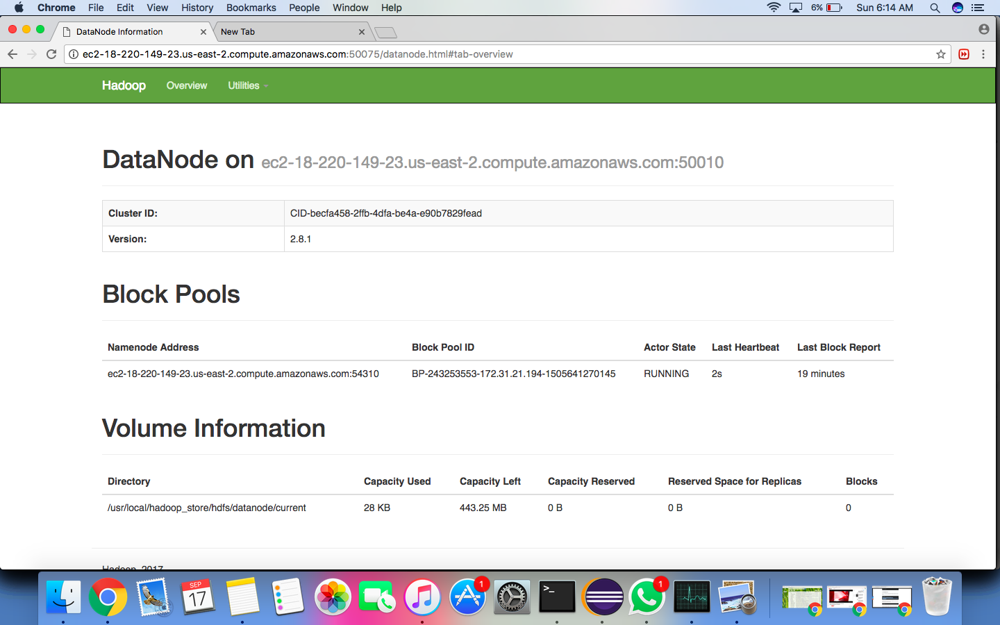 Chrome File Edit View History Bookmarks People Window Help 6% Sun 6:14 AM
DataNode Information New Tab
ec2-18-220-149-23.us-east-2.compute.amazonaws.com:50075/datanode.html#tab-overview
Hadoop Overview Utilities
DataNode on ec2-18-220-149-23.us-east-2.compute.amazonaws.com:50010
Cluster ID: CID-becfa458-2ffb-4dfa-be4a-e90b7829fead
Version: 2.8.1
Block Pools
Namenode Address Block Pool ID Actor State Last Heartbeat Last Block Report
ec2-18-220-149-23.us-east-2.compute.amazonaws.com:54310 BP-243253553-172.31.21.194-1505641270145 RUNNING 2s 19 minutes
Volume Information
Directory Capacity Used Capacity Left Capacity Reserved Reserved Space for Replicas Blocks
/usr/local/hadoop_store/hdfs/datanode/current 28 KB 443.25 MB 0 B 0 B 0
Hadoop, 2017.
SEP
17
1
>_
1